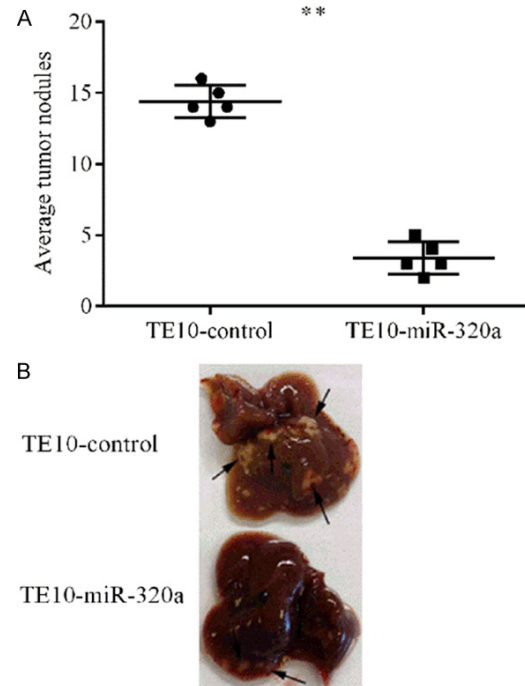 A
**
Average tumor nodules
20
15
10
5
0
TE10-control
TE10-miR-320a
B
TE10-control
TE10-miR-320a